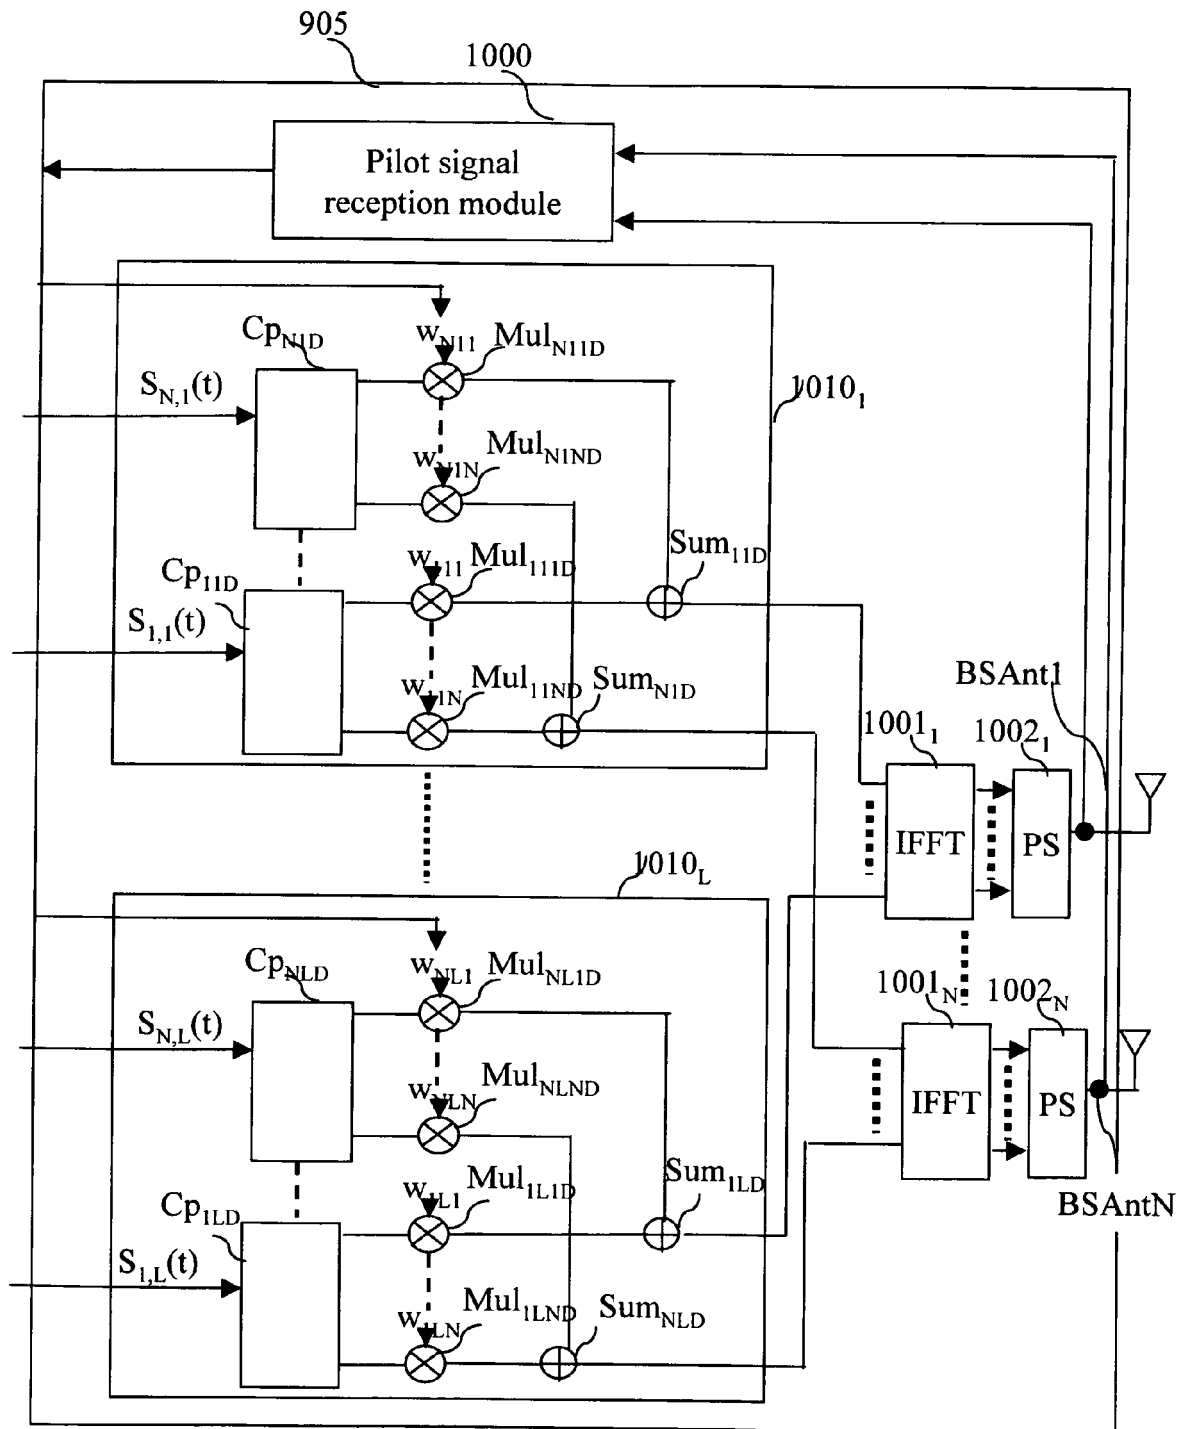 905
1000
Pilot signal
reception module
w_N11
Mul_N11D
Cp_N1D
S_N,1(t)
1010_1
w_N1N
Mul_N1ND
w_111
Mul_111D
Sum_11D
Cp_11D
S_1,1(t)
w_11N
Mul_11ND
Sum_N1D
BSAnt1
1001_1
1002_1
IFFT
PS
1010_L
w_NL1
Mul_NL1D
Cp_NLD
S_N,L(t)
1001_N
1002_N
w_NLN
Mul_NLND
IFFT
PS
w_1L1
Mul_1L1D
Sum_1LD
Cp_1LD
BSAntN
S_1,L(t)
w_1LN
Mul_1LND
Sum_NLD